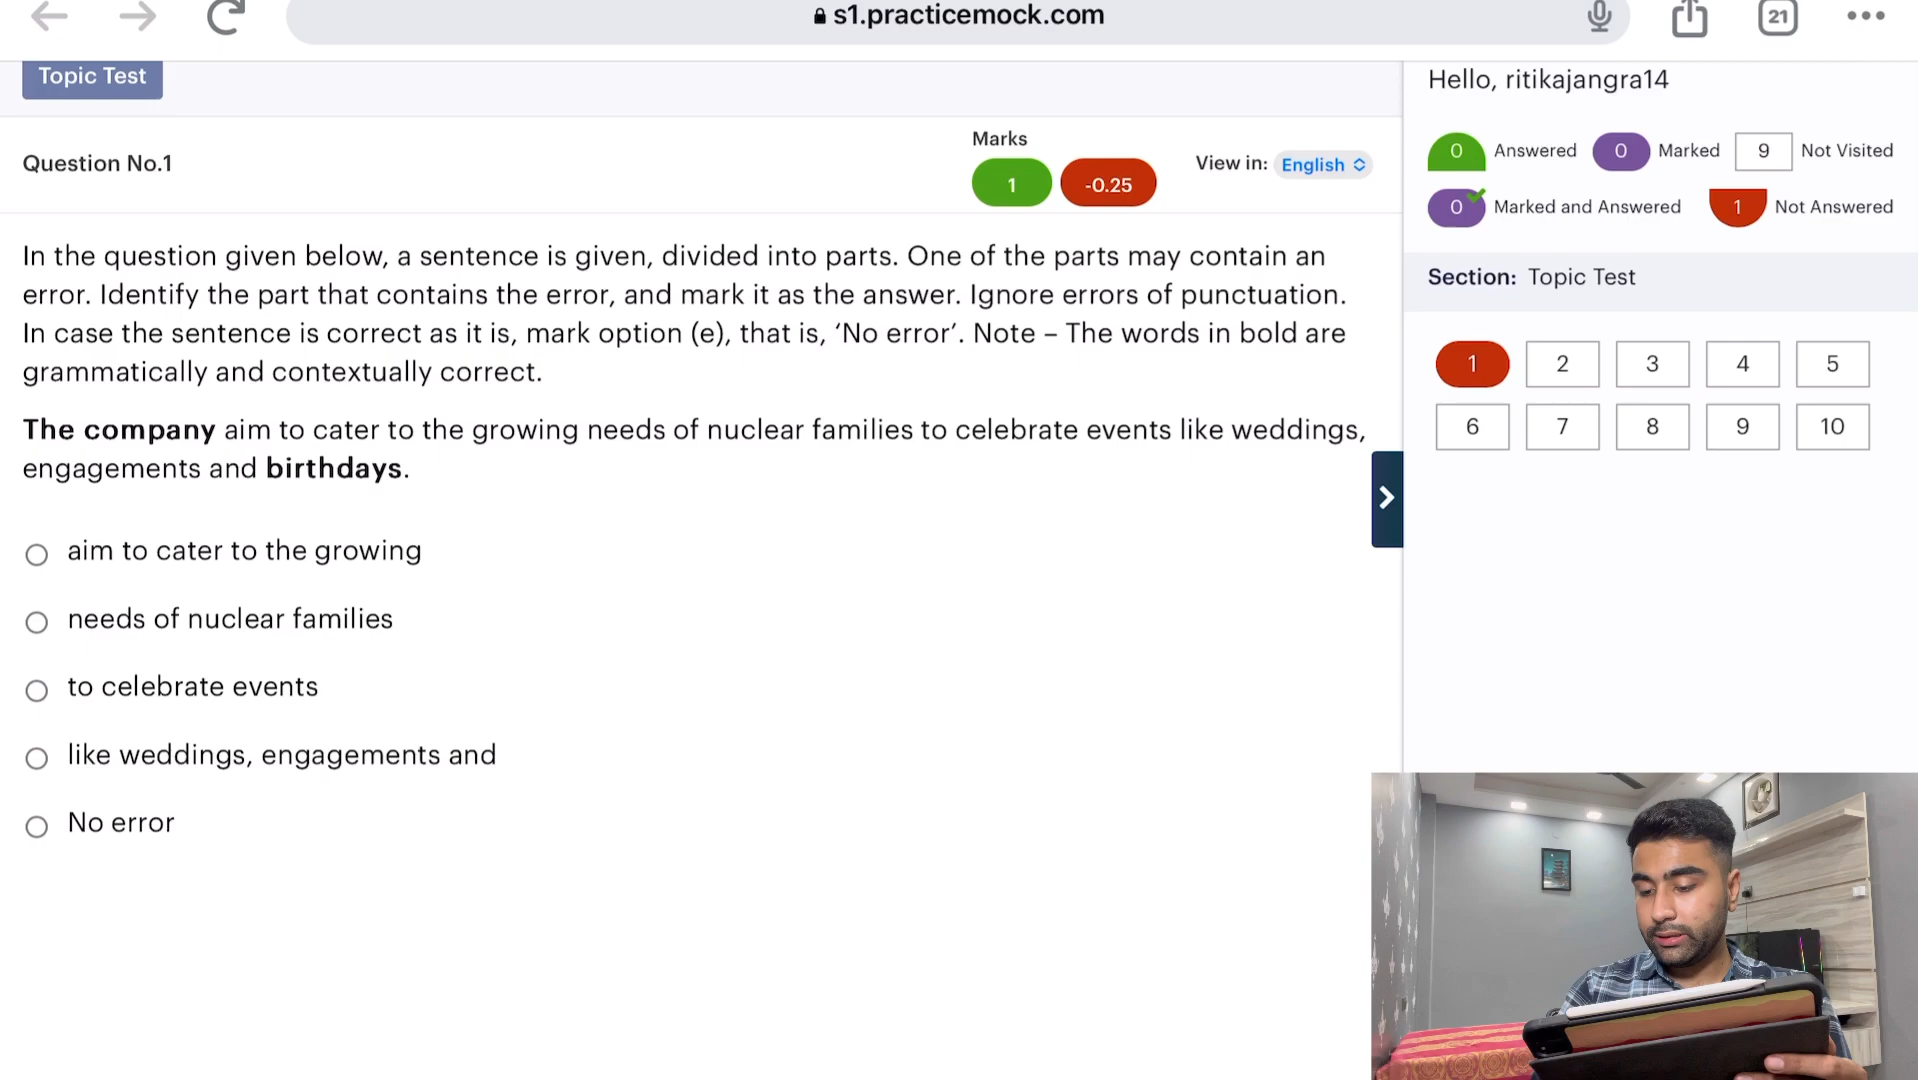 s1.practicemock.com
21
Topic Test
Hello, ritikajangra14
Question No.1
Marks
1
-0.25
View in: English
0 Answered 0 Marked 9 Not Visited
0 Marked and Answered 1 Not Answered
Section: Topic Test
1 2 3 4 5
6 7 8 9 10
In the question given below, a sentence is given, divided into parts. One of the parts may contain an
error. Identify the part that contains the error, and mark it as the answer. Ignore errors of punctuation.
In case the sentence is correct as it is, mark option (e), that is, ‘No error’. Note – The words in bold are
grammatically and contextually correct.
The company aim to cater to the growing needs of nuclear families to celebrate events like weddings,
engagements and birthdays.
aim to cater to the growing
needs of nuclear families
to celebrate events
like weddings, engagements and
No error